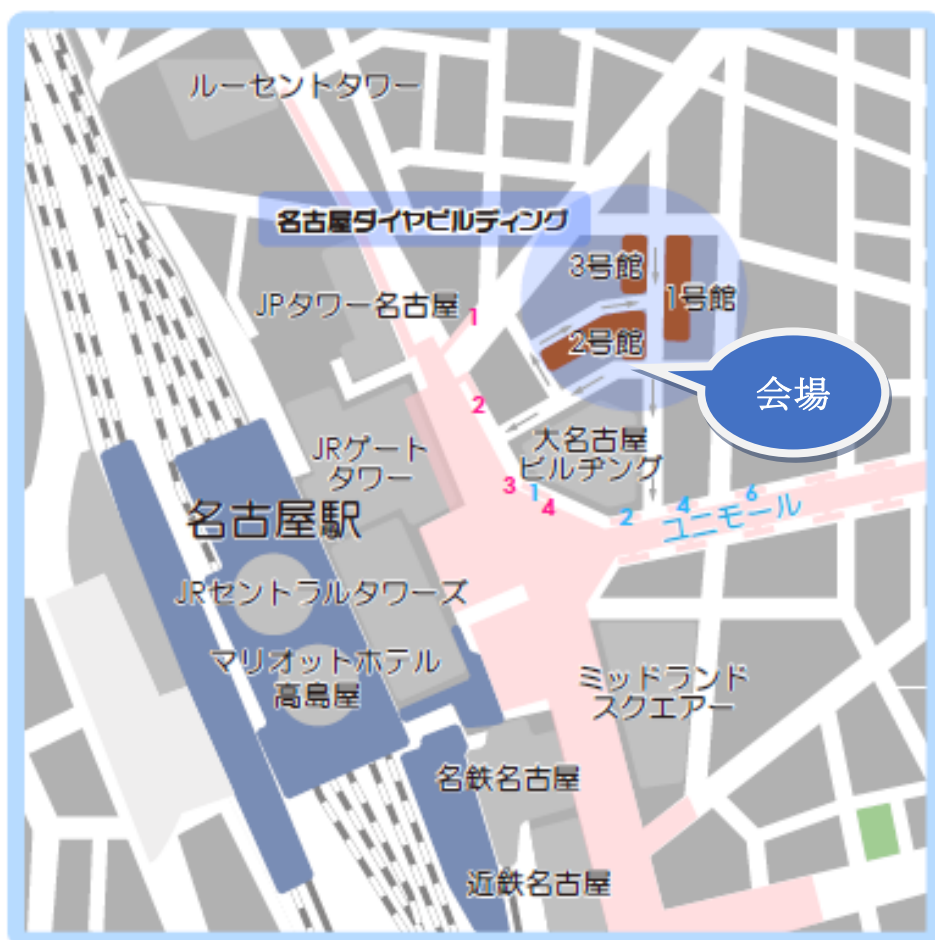 ルーセントタワー
名古屋ダイヤビルディング
3号館
JPタワー名古屋
1号館
1
2号館
会場
2
大名古屋
ビルヂング
JRゲート
タワー
3
1
4
2
4
6
ユニモール
名古屋駅
JRセントラルタワーズ
マリオットホテル
高島屋
ミッドランド
スクエアー
名鉄名古屋
近鉄名古屋